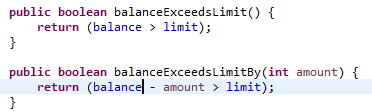 public boolean balanceExceedsLimit() {
    return (balance > limit);
}
public boolean balanceExceedsLimitBy(int amount) {
    return (balance - amount > limit);
}